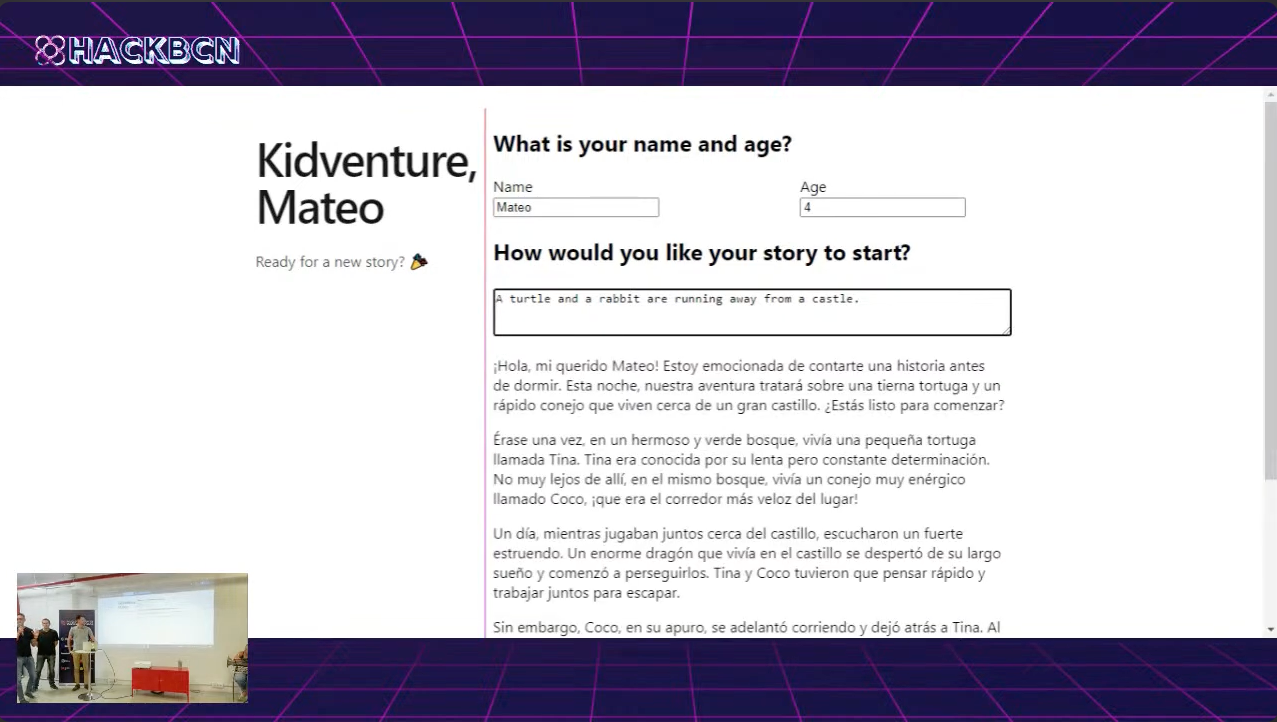 HACKBCN
Kidventure,
Mateo
Ready for a new story?
What is your name and age?
Name
Age
Mateo
4
How would you like your story to start?
A turtle and a rabbit are running away from a castle.
¡Hola, mi querido Mateo! Estoy emocionada de contarte una historia antes
de dormir. Esta noche, nuestra aventura tratará sobre una tierna tortuga y un
rápido conejo que viven cerca de un gran castillo. ¿Estás listo para comenzar?
Érase una vez, en un hermoso y verde bosque, vivía una pequeña tortuga
llamada Tina. Tina era conocida por su lenta pero constante determinación.
No muy lejos de allí, en el mismo bosque, vivía un conejo muy enérgico
llamado Coco, ¡que era el corredor más veloz del lugar!
Un día, mientras jugaban juntos cerca del castillo, escucharon un fuerte
estruendo. Un enorme dragón que vivía en el castillo se despertó de su largo
sueño y comenzó a perseguirlos. Tina y Coco tuvieron que pensar rápido y
trabajar juntos para escapar.
Sin embargo, Coco, en su apuro, se adelantó corriendo y dejó atrás a Tina. Al